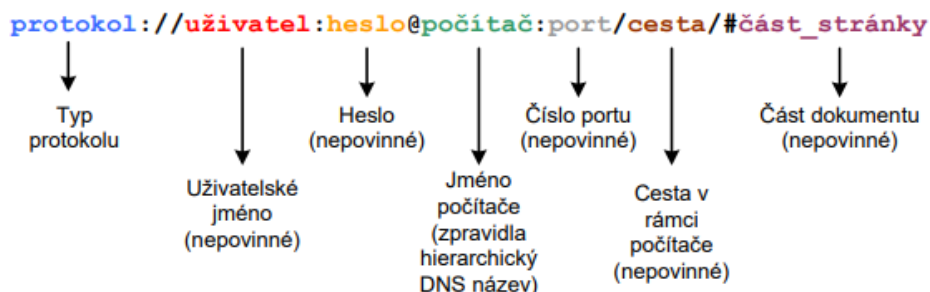 protokol://uživatel:heslo@počítač:port/cesta/#část_stránky
Typ
protokolu
Heslo
(nepovinné)
Číslo portu
(nepovinné)
Část dokumentu
(nepovinné)
Uživatelské
jméno
(nepovinné)
Jméno
počítače
(zpravidla
hierarchický
DNS název)
Cesta v
rámci
počítače
(nepovinné)